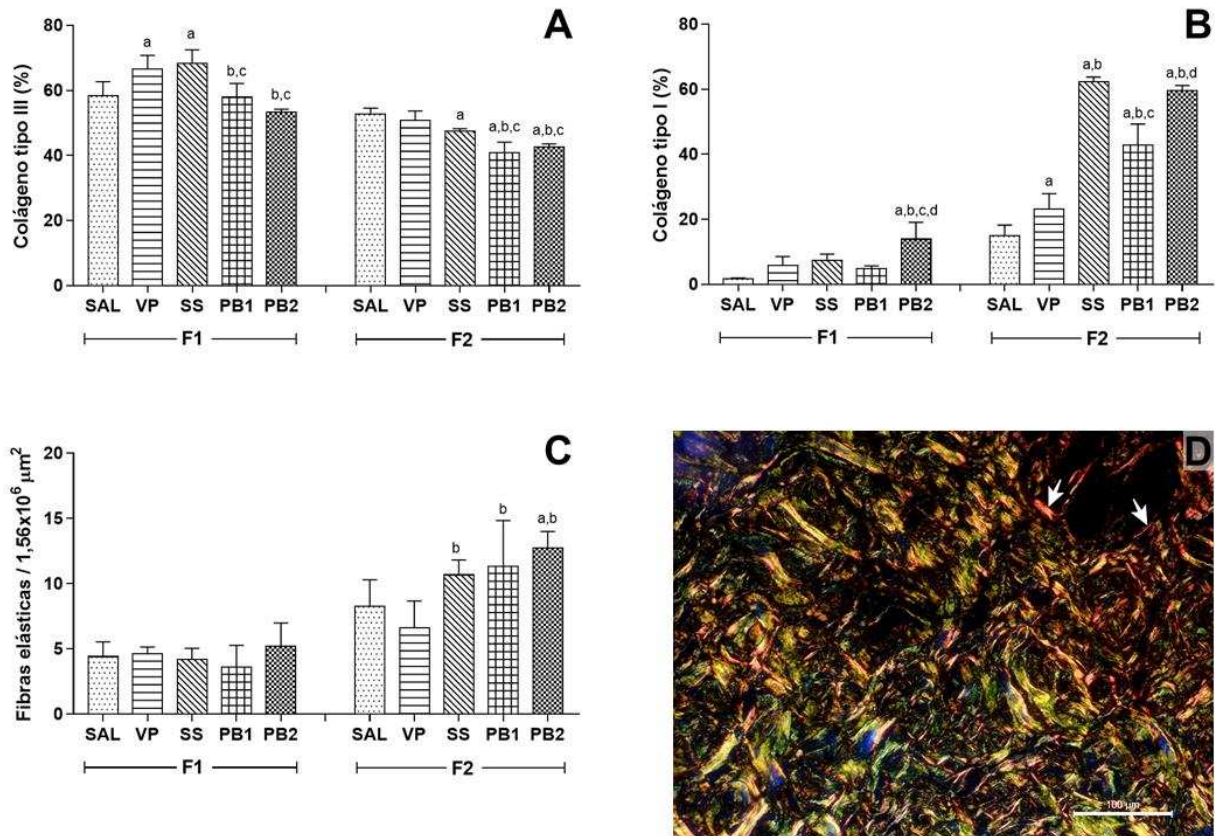 A
Colágeno tipo III (%)
80
60
40
20
0
a
a
b,c
b,c
a
a,b,c
a,b,c
SAL VP SS PB1 PB2 SAL VP SS PB1 PB2
F1 F2
B
Colágeno tipo I (%)
80
60
40
20
0
a,b,c,d
a
a,b
a,b,c
a,b,d
SAL VP SS PB1 PB2 SAL VP SS PB1 PB2
F1 F2
C
Fibras elásticas / 1,56x10⁶ µm²
20
15
10
5
0
b
b
a,b
SAL VP SS PB1 PB2 SAL VP SS PB1 PB2
F1 F2
D
100 µm